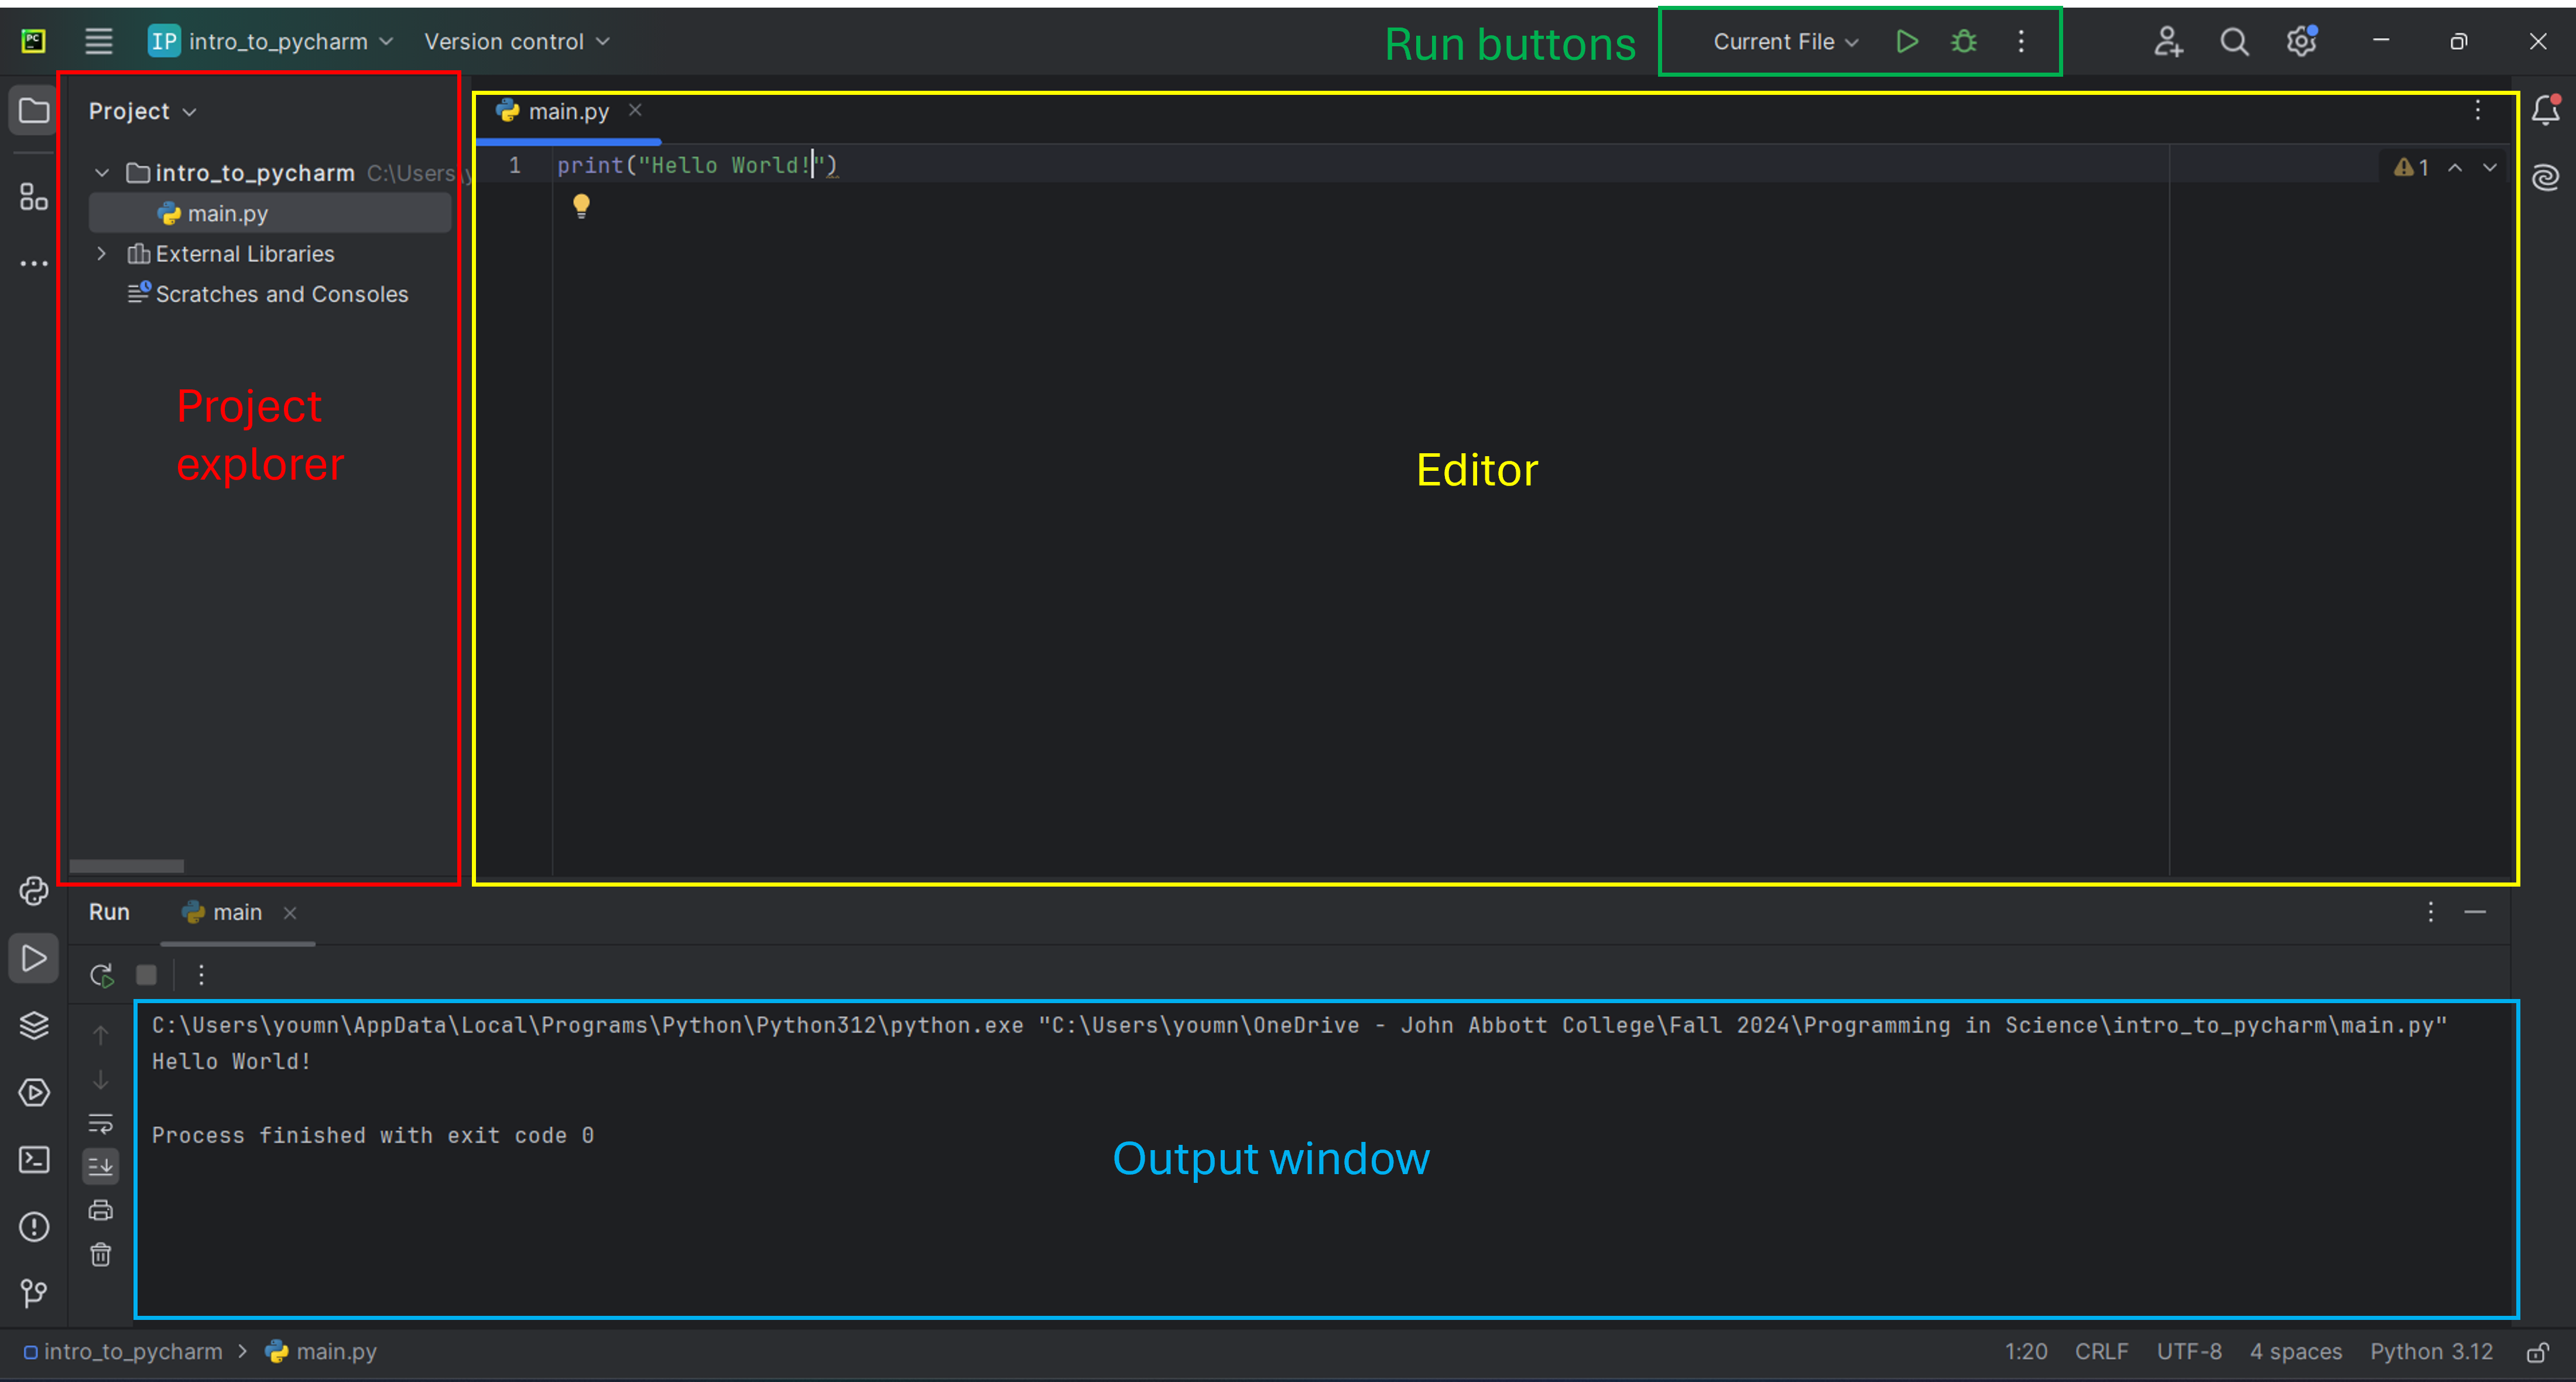 PC
IP intro_to_pycharm Version control
Run buttons
Current File
Project
main.py
intro_to_pycharm C:\Users\y
main.py
External Libraries
Scratches and Consoles
Project
explorer
1 print("Hello World!")
1
Editor
Run main
C:\Users\youmn\AppData\Local\Programs\Python\Python312\python.exe "C:\Users\youmn\OneDrive - John Abbott College\Fall 2024\Programming in Science\intro_to_pycharm\main.py"
Hello World!
Process finished with exit code 0
Output window
intro_to_pycharm > main.py
1:20 CRLF UTF-8 4 spaces Python 3.12